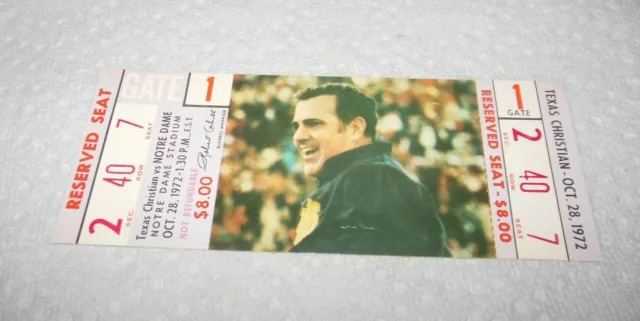 RESERVED SEAT
2 40 7
SEC. ROW SEAT
GATE 1
Texas Christian vs NOTRE DAME
NOTRE DAME STADIUM
OCT. 28, 1972-1:30 P.M., E.S.T.
NOT REFUNDABLE
$8.00
BUSINESS MANAGER
RESERVED SEAT-$8.00
1
GATE
SEC.
2
ROW
40
SEAT
7
TEXAS CHRISTIAN - OCT. 28, 1972